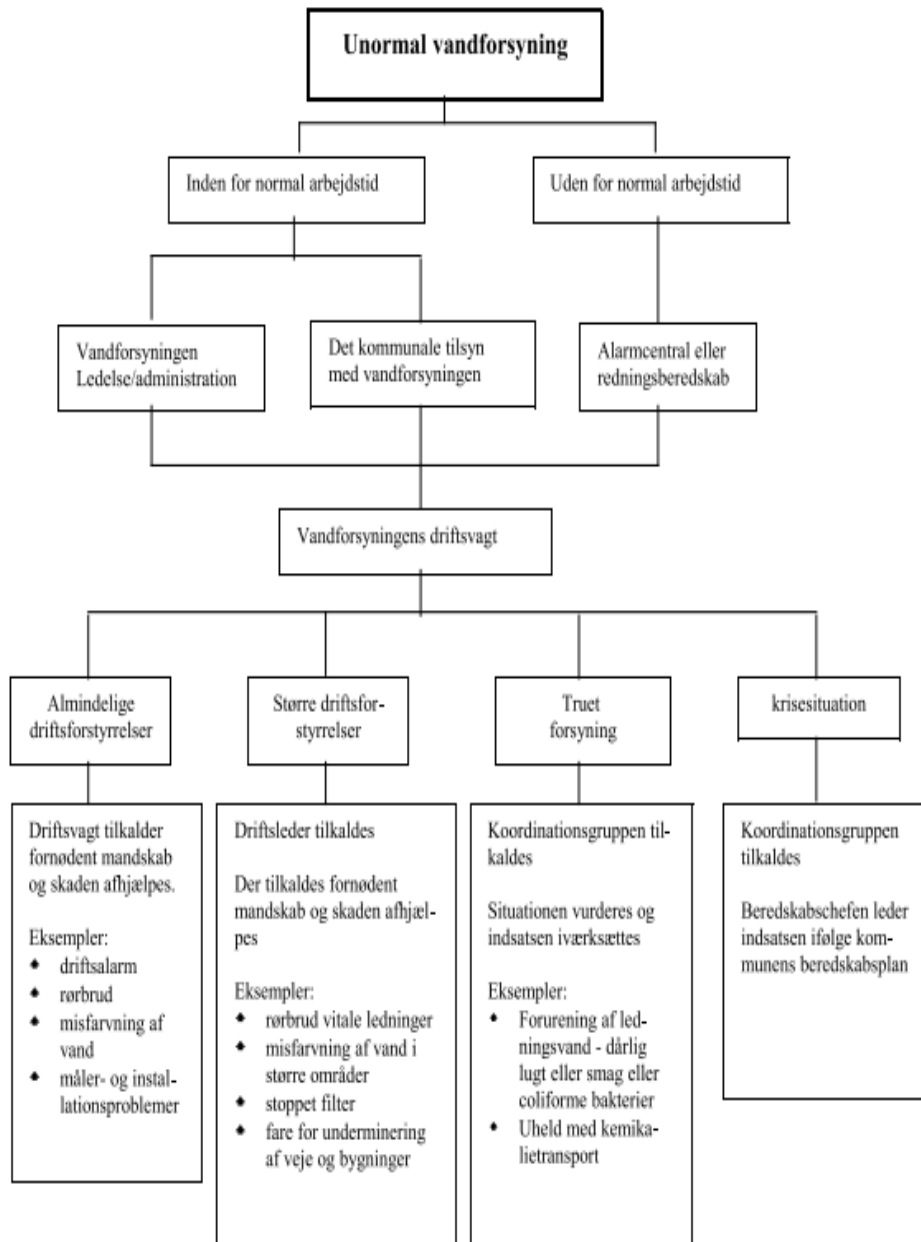 Unormal vandforsyning
Inden for normal arbejdstid
Uden for normal arbejdstid
Vandforsyningen
Ledelse/administration
Det kommunale tilsyn
med vandforsyningen
Alarmcentral eller
redningsberedskab
Vandforsyningens driftsvagt
Almindelige
driftsforstyrrelser
Større driftsfor-
styrrelser
Truet
forsyning
krisesituation
Driftsvagt tilkalder
fornødent mandskab
og skaden afhjælpes.
Eksempler:
driftsalarm
rørbrud
misfarvning af
vand
måler- og instal-
lationsproblemer
Driftsleder tilkaldes
Der tilkaldes fornødent
mandskab og skaden afhjæl-
pes
Eksempler:
rørbrud vitale ledninger
misfarvning af vand i
større områder
stoppet filter
fare for underminering
af veje og bygninger
Koordinationsgruppen til-
kaldes
Situationen vurderes og
indsatsen iværksættes
Eksempler:
Forurening af led-
ningsvand - dårlig
lugt eller smag eller
coliforme bakterier
Uheld med kemika-
lietransport
Koordinationsgruppen
tilkaldes
Beredskabschefen leder
indsatsen ifølge kom-
munens beredskabsplan